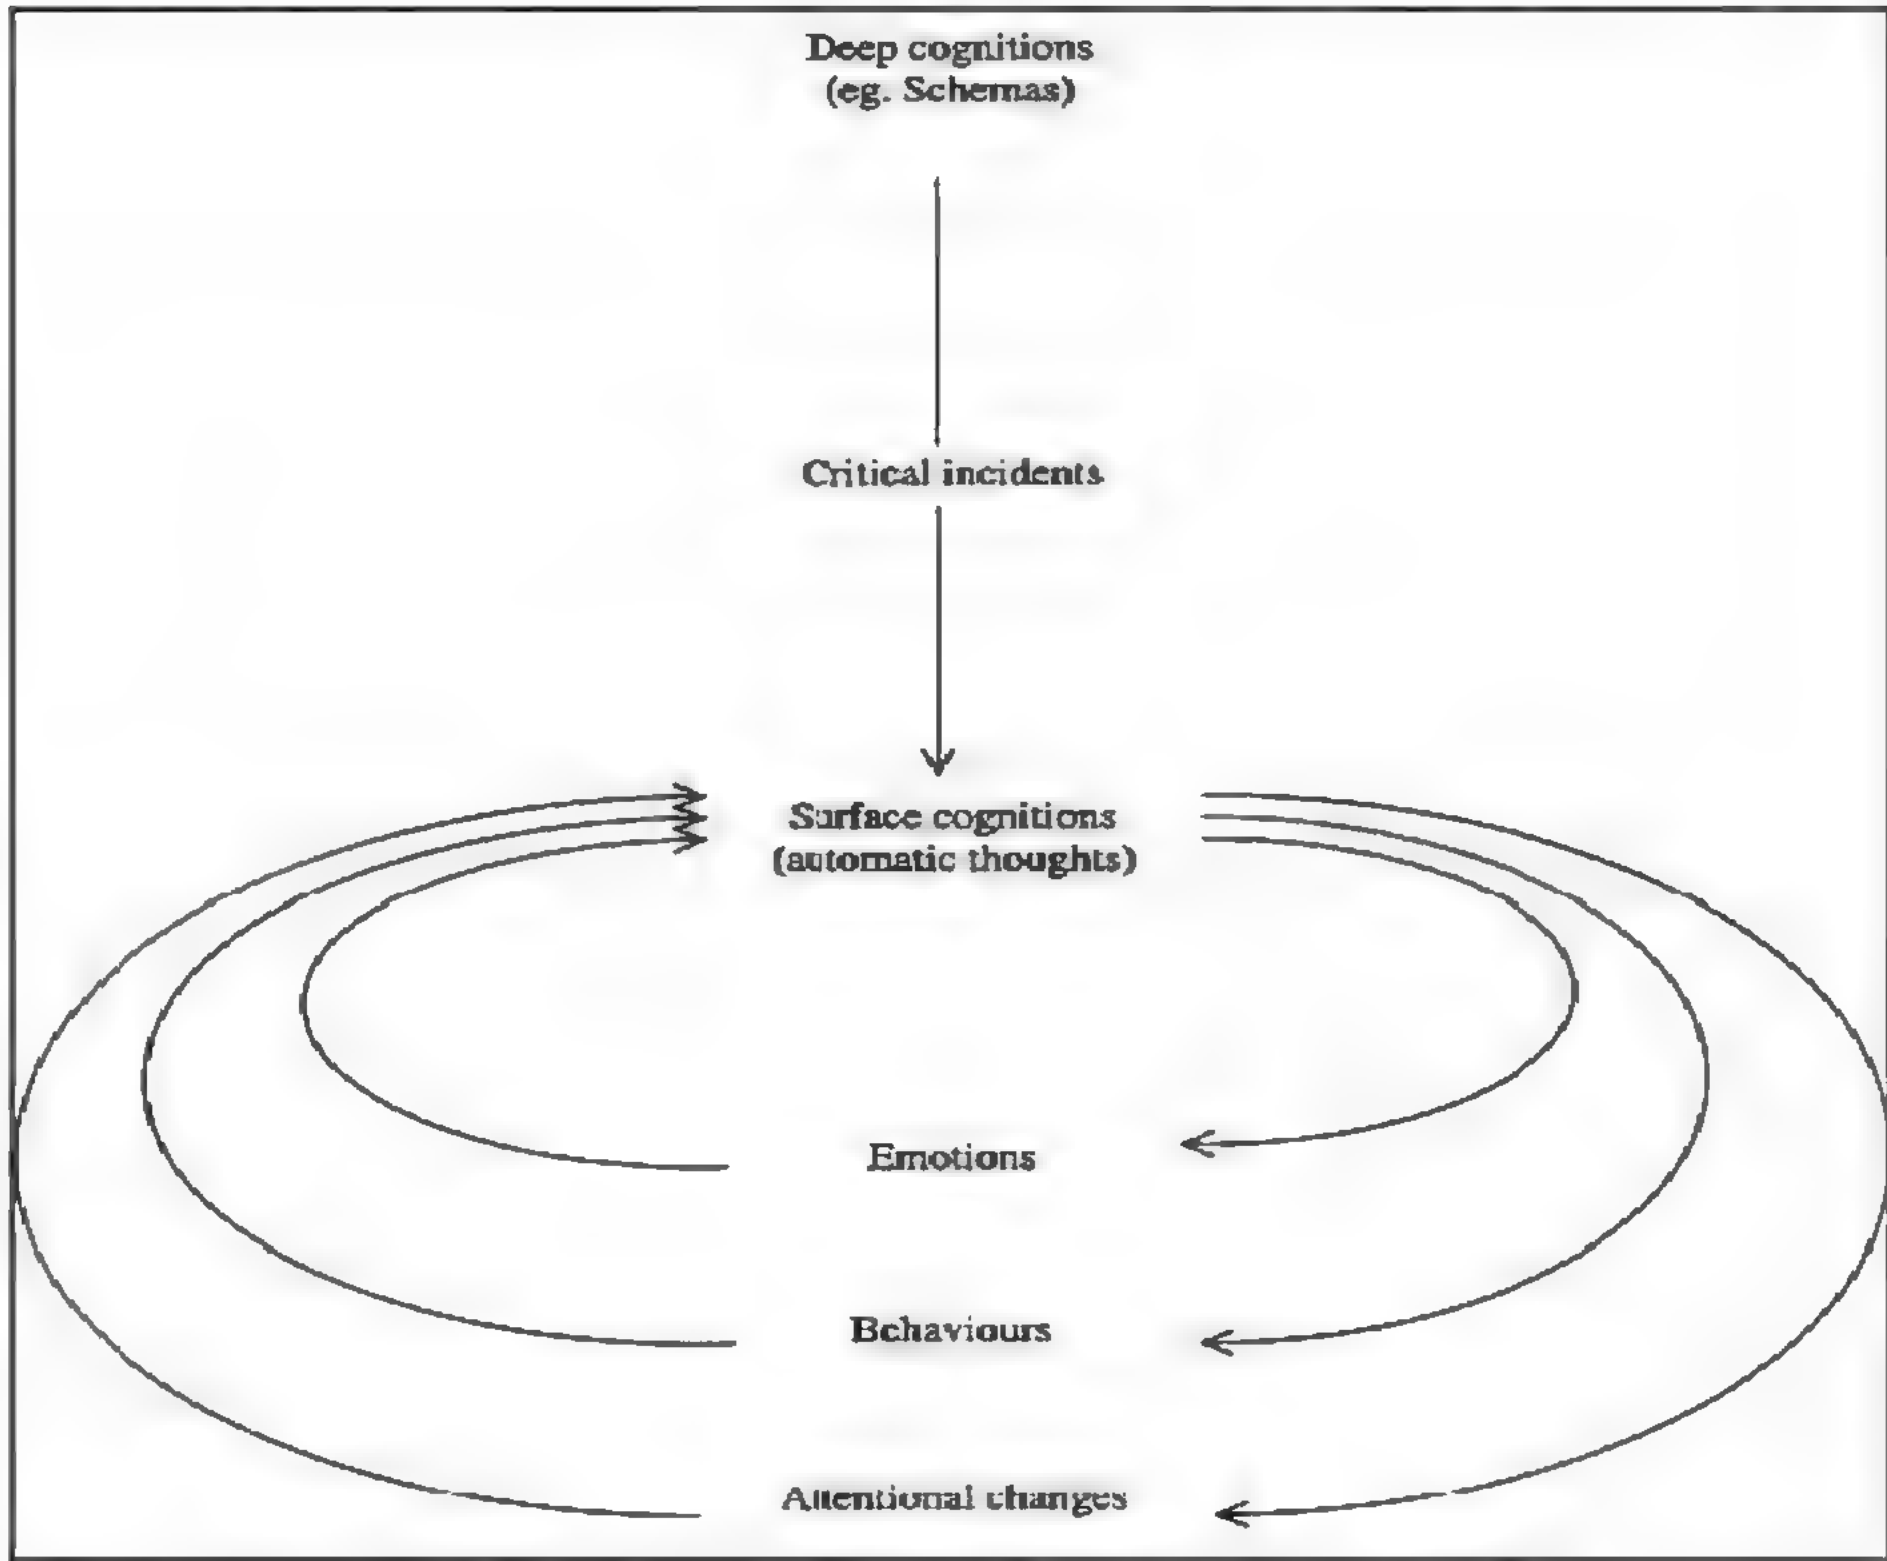 Deep cognitions
(eg. Schemas)
Critical incidents
Surface cognitions
(automatic thoughts)
Emotions
Behaviours
Attentional changes